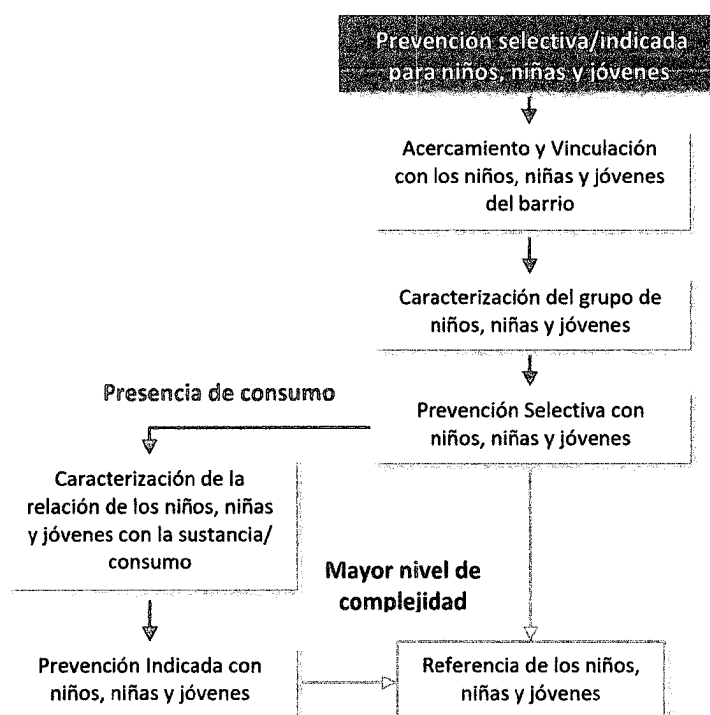 Prevención selectiva/indicada
para niños, niñas y jóvenes
Acercamiento y Vinculación
con los niños, niñas y jóvenes
del barrio
Caracterización del grupo de
niños, niñas y jóvenes
Presencia de consumo
Prevención Selectiva con
niños, niñas y jóvenes
Caracterización de la
relación de los niños, niñas
y jóvenes con la sustancia/
consumo
Mayor nivel de
complejidad
Prevención Indicada con
niños, niñas y jóvenes
Referencia de los niños,
niñas y jóvenes